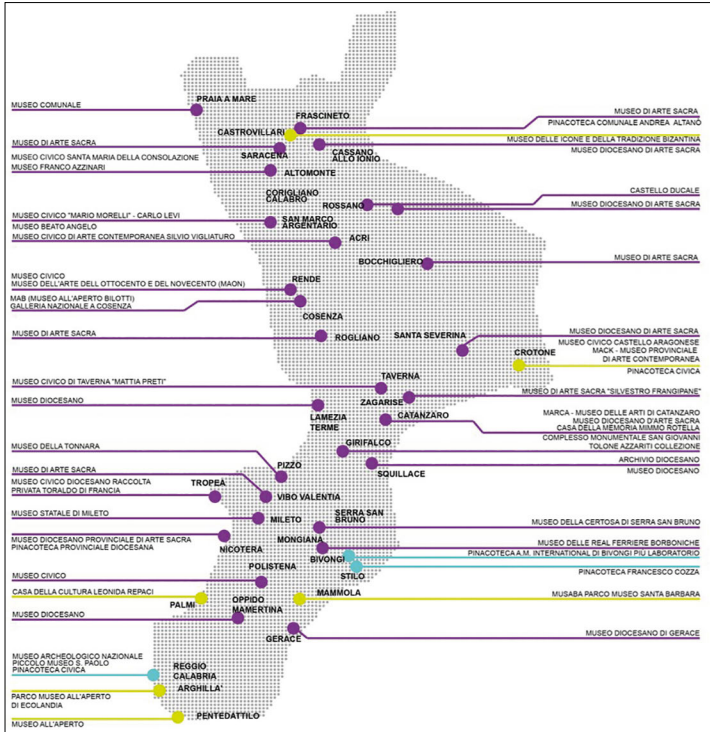 MUSEO COMUNALE
PRAIA A MARE
FRASCINETO
MUSEO DI ARTE SACRA
PINACOTECA COMUNALE ANDREA ALTANO
CASTROVILLARI
MUSEO DELLE ICONE E DELLA TRADIZIONE BIZANTINA
MUSEO DI ARTE SACRA
SARACENA
CASSANO
ALLO IONIO
MUSEO DIOCESANO DI ARTE SACRA
MUSEO CIVICO SANTA MARIA DELLA CONSOLAZIONE
MUSEO FRANCO AZZINARI
ALTOMONTE
CORIGLIANO
CALABRO
CASTELLO DUCALE
ROSSANO
MUSEO DIOCESANO DI ARTE SACRA
MUSEO CIVICO "MARIO MORELLI" - CARLO LEVI
SAN MARCO
ARGENTARIO
MUSEO BEATO ANGELO
MUSEO CIVICO DI ARTE CONTEMPORANEA SILVIO VIGLIATURO
ACRI
BOCCHIGLIERO
MUSEO DI ARTE SACRA
MUSEO CIVICO
MUSEO DELL'ARTE DELL OTTOCENTO E DEL NOVECENTO (MAON)
RENDE
MAB (MUSEO ALL'APERTO BILOTTI)
GALLERIA NAZIONALE A COSENZA
COSENZA
MUSEO DI ARTE SACRA
ROGLIANO
SANTA SEVERINA
MUSEO DIOCESANO DI ARTE SACRA
MUSEO CIVICO CASTELLO ARAGONESE
MACK - MUSEO PROVINCIALE
DI ARTE CONTEMPORANEA
CROTONE
PINACOTECA CIVICA
MUSEO CIVICO DI TAVERNA "MATTIA PRETI"
TAVERNA
MUSEO DI ARTE SACRA "SILVESTRO FRANGIPANE"
ZAGARISE
MUSEO DIOCESANO
LAMEZIA
TERME
CATANZARO
MARCA - MUSEO DELLE ARTI DI CATANZARO
MUSEO DIOCESANO D'ARTE SACRA
CASA DELLA MEMORIA MIMMO ROTELLA
COMPLESSO MONUMENTALE SAN GIOVANNI
GIRIFALCO
TOLONE AZZARITI COLLEZIONE
MUSEO DELLA TONNARA
PIZZO
SQUILLACE
ARCHIVIO DIOCESANO
MUSEO DIOCESANO
MUSEO DI ARTE SACRA
MUSEO CIVICO DIOCESANO RACCOLTA
PRIVATA TORALDO DI FRANCIA
TROPEA
VIBO VALENTIA
MUSEO STATALE DI MILETO
MILETO
SERRA SAN
BRUNO
MUSEO DELLA CERTOSA DI SERRA SAN BRUNO
MUSEO DIOCESANO PROVINCIALE DI ARTE SACRA
PINACOTECA PROVINCIALE DIOCESANA
NICOTERA
MONGIANA
MUSEO DELLE REAL FERRIERE BORBONICHE
BIVONGI
PINACOTECA A.M. INTERNATIONAL DI BIVONGI PIÙ LABORATORIO
POLISTENA
STILO
PINACOTECA FRANCESCO COZZA
MUSEO CIVICO
CASA DELLA CULTURA LEONIDA REPACI
PALMI
OPPIDO
MAMERTINA
MAMMOLA
MUSABA PARCO MUSEO SANTA BARBARA
MUSEO DIOCESANO
GERACE
MUSEO DIOCESANO DI GERACE
MUSEO ARCHEOLOGICO NAZIONALE
PICCOLO MUSEO S. PAOLO
PINACOTECA CIVICA
REGGIO
CALABRIA
ARGHILLA'
PARCO MUSEO ALL'APERTO
DI ECOLANDIA
PENTEDATTILO
MUSEO ALL'APERTO